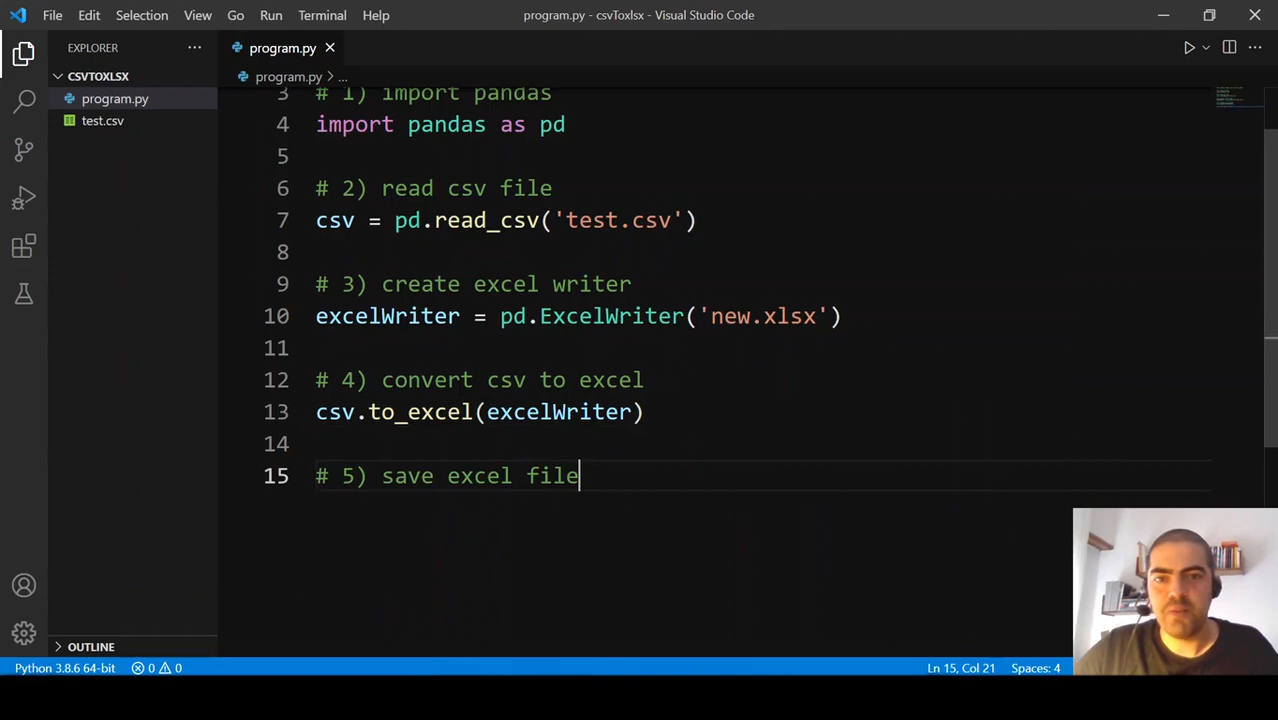 File Edit Selection View Go Run Terminal Help program.py - csvToxlsx - Visual Studio Code
EXPLORER
program.py
CSVTOXLSX
program.py > ...
program.py
test.csv
3 # 1) import pandas
4 import pandas as pd
5
6 # 2) read csv file
7 csv = pd.read_csv('test.csv')
8
9 # 3) create excel writer
10 excelWriter = pd.ExcelWriter('new.xlsx')
11
12 # 4) convert csv to excel
13 csv.to_excel(excelWriter)
14
15 # 5) save excel file
OUTLINE
Python 3.8.6 64-bit 0 0 Ln 15, Col 21 Spaces: 4